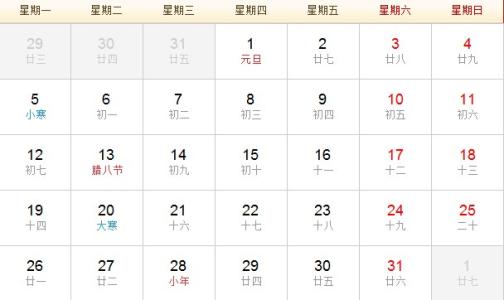 星期一 星期二 星期三 星期四 星期五 星期六 星期日
29 30 31 1 2 3 4
廿三 廿四 廿五 元旦 廿七 廿八 廿九
5 6 7 8 9 10 11
小寒 初一 初二 初三 初四 初五 初六
12 13 14 15 16 17 18
初七 腊八节 初九 初十 十一 十二 十三
19 20 21 22 23 24 25
十四 大寒 十六 十七 十八 十九 二十
26 27 28 29 30 31 1
廿一 廿二 小年 廿四 廿五 廿六 廿七